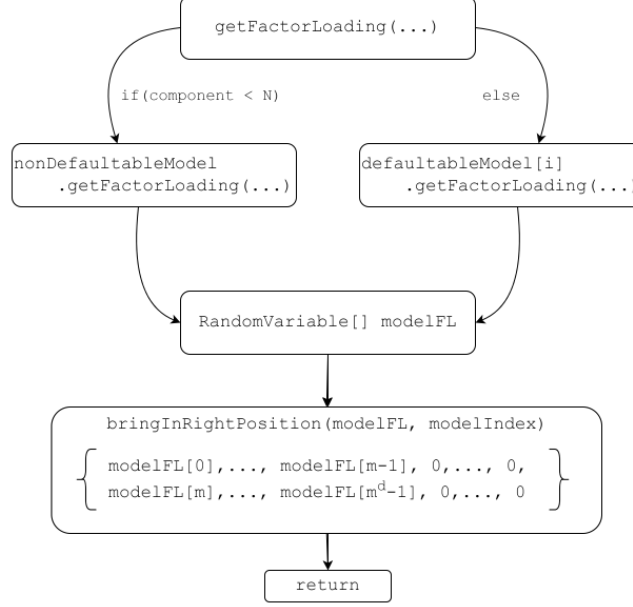 getFactorLoading(...)
if(component < N)
else
nonDefaultableModel
.getFactorLoading(...)
defaultableModel[i]
.getFactorLoading(...)
RandomVariable[] modelFL
bringInRightPosition(modelFL, modelIndex)
modelFL[0],..., modelFL[m-1], 0,..., 0,
modelFL[m],..., modelFL[mᵈ-1], 0,..., 0
return